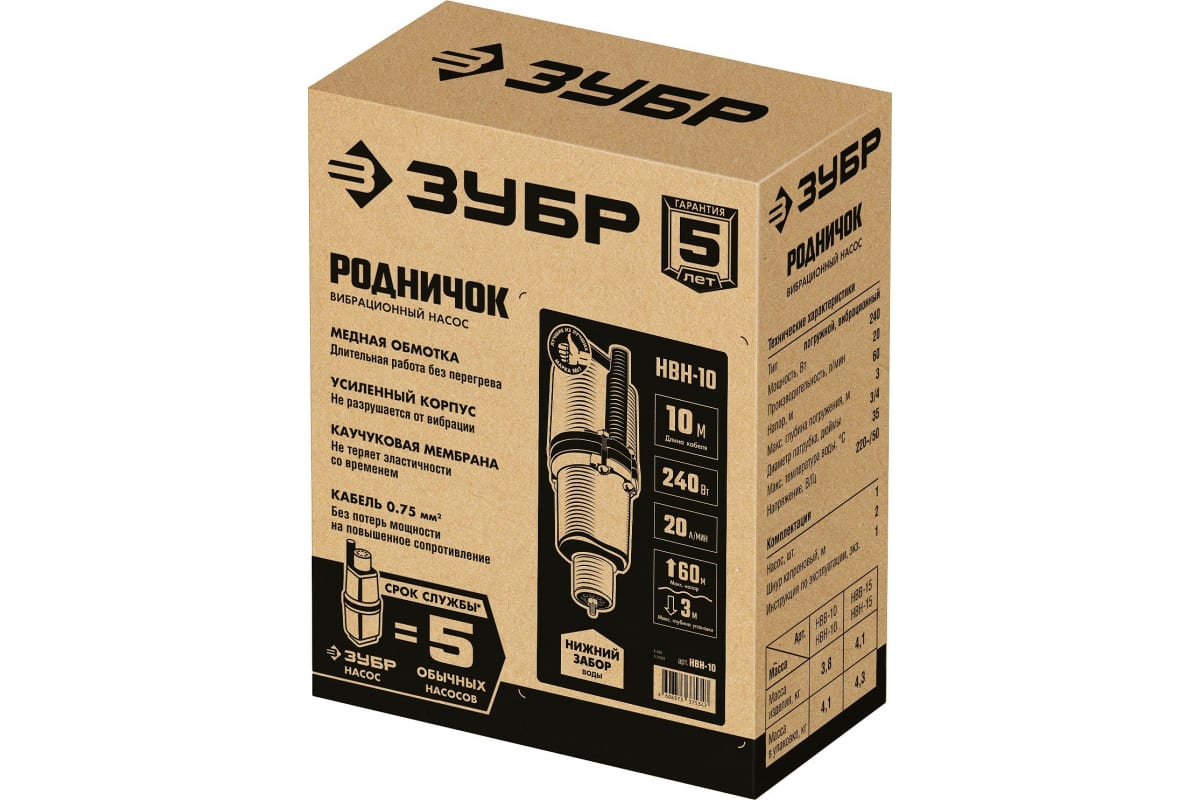 ЗУБР
ЗУБР
ГАРАНТИЯ
5
ЛЕТ
РОДНИЧОК
ВИБРАЦИОННЫЙ НАСОС
МЕДНАЯ ОБМОТКА
Длительная работа без перегрева
УСИЛЕННЫЙ КОРПУС
Не разрушается от вибрации
КАУЧУКОВАЯ МЕМБРАНА
Не теряет эластичности
со временем
КАБЕЛЬ 0.75 мм²
Без потерь мощности
на повышенное сопротивление
СРОК СЛУЖБЫ*
ЗУБР
НАСОС
= 5
ОБЫЧНЫХ
НАСОСОВ
ЛУЧШИЕ ИЗ ЛУЧШИХ
МАРКА №1
НВН-10
10 М
Длина кабеля
240 Вт
20 Л/МИН
60 М
Макс. напор
3 М
Макс. глубина установки
НИЖНИЙ
ЗАБОР
ВОДЫ
арт. НВН-10
ЗУБР
РОДНИЧОК
ВИБРАЦИОННЫЙ НАСОС
Технические характеристики
Тип погружной, вибрационный
Мощность, Вт 240
Производительность, л/мин 20
Напор, м 60
Макс. глубина погружения, м 3
Диаметр патрубка, дюймы 3/4
Макс. температура воды, °С 35
Напряжение, В/Гц 220~/50
Комплектация
Насос, шт. 1
Шнур капроновый, м 2
Инструкция по эксплуатации, экз. 1
Арт. НВВ-10 НВН-10 НВВ-15 НВН-15
Масса
Масса изделия, кг 3,8 4,1
Масса в упаковке, кг 4,1 4,3